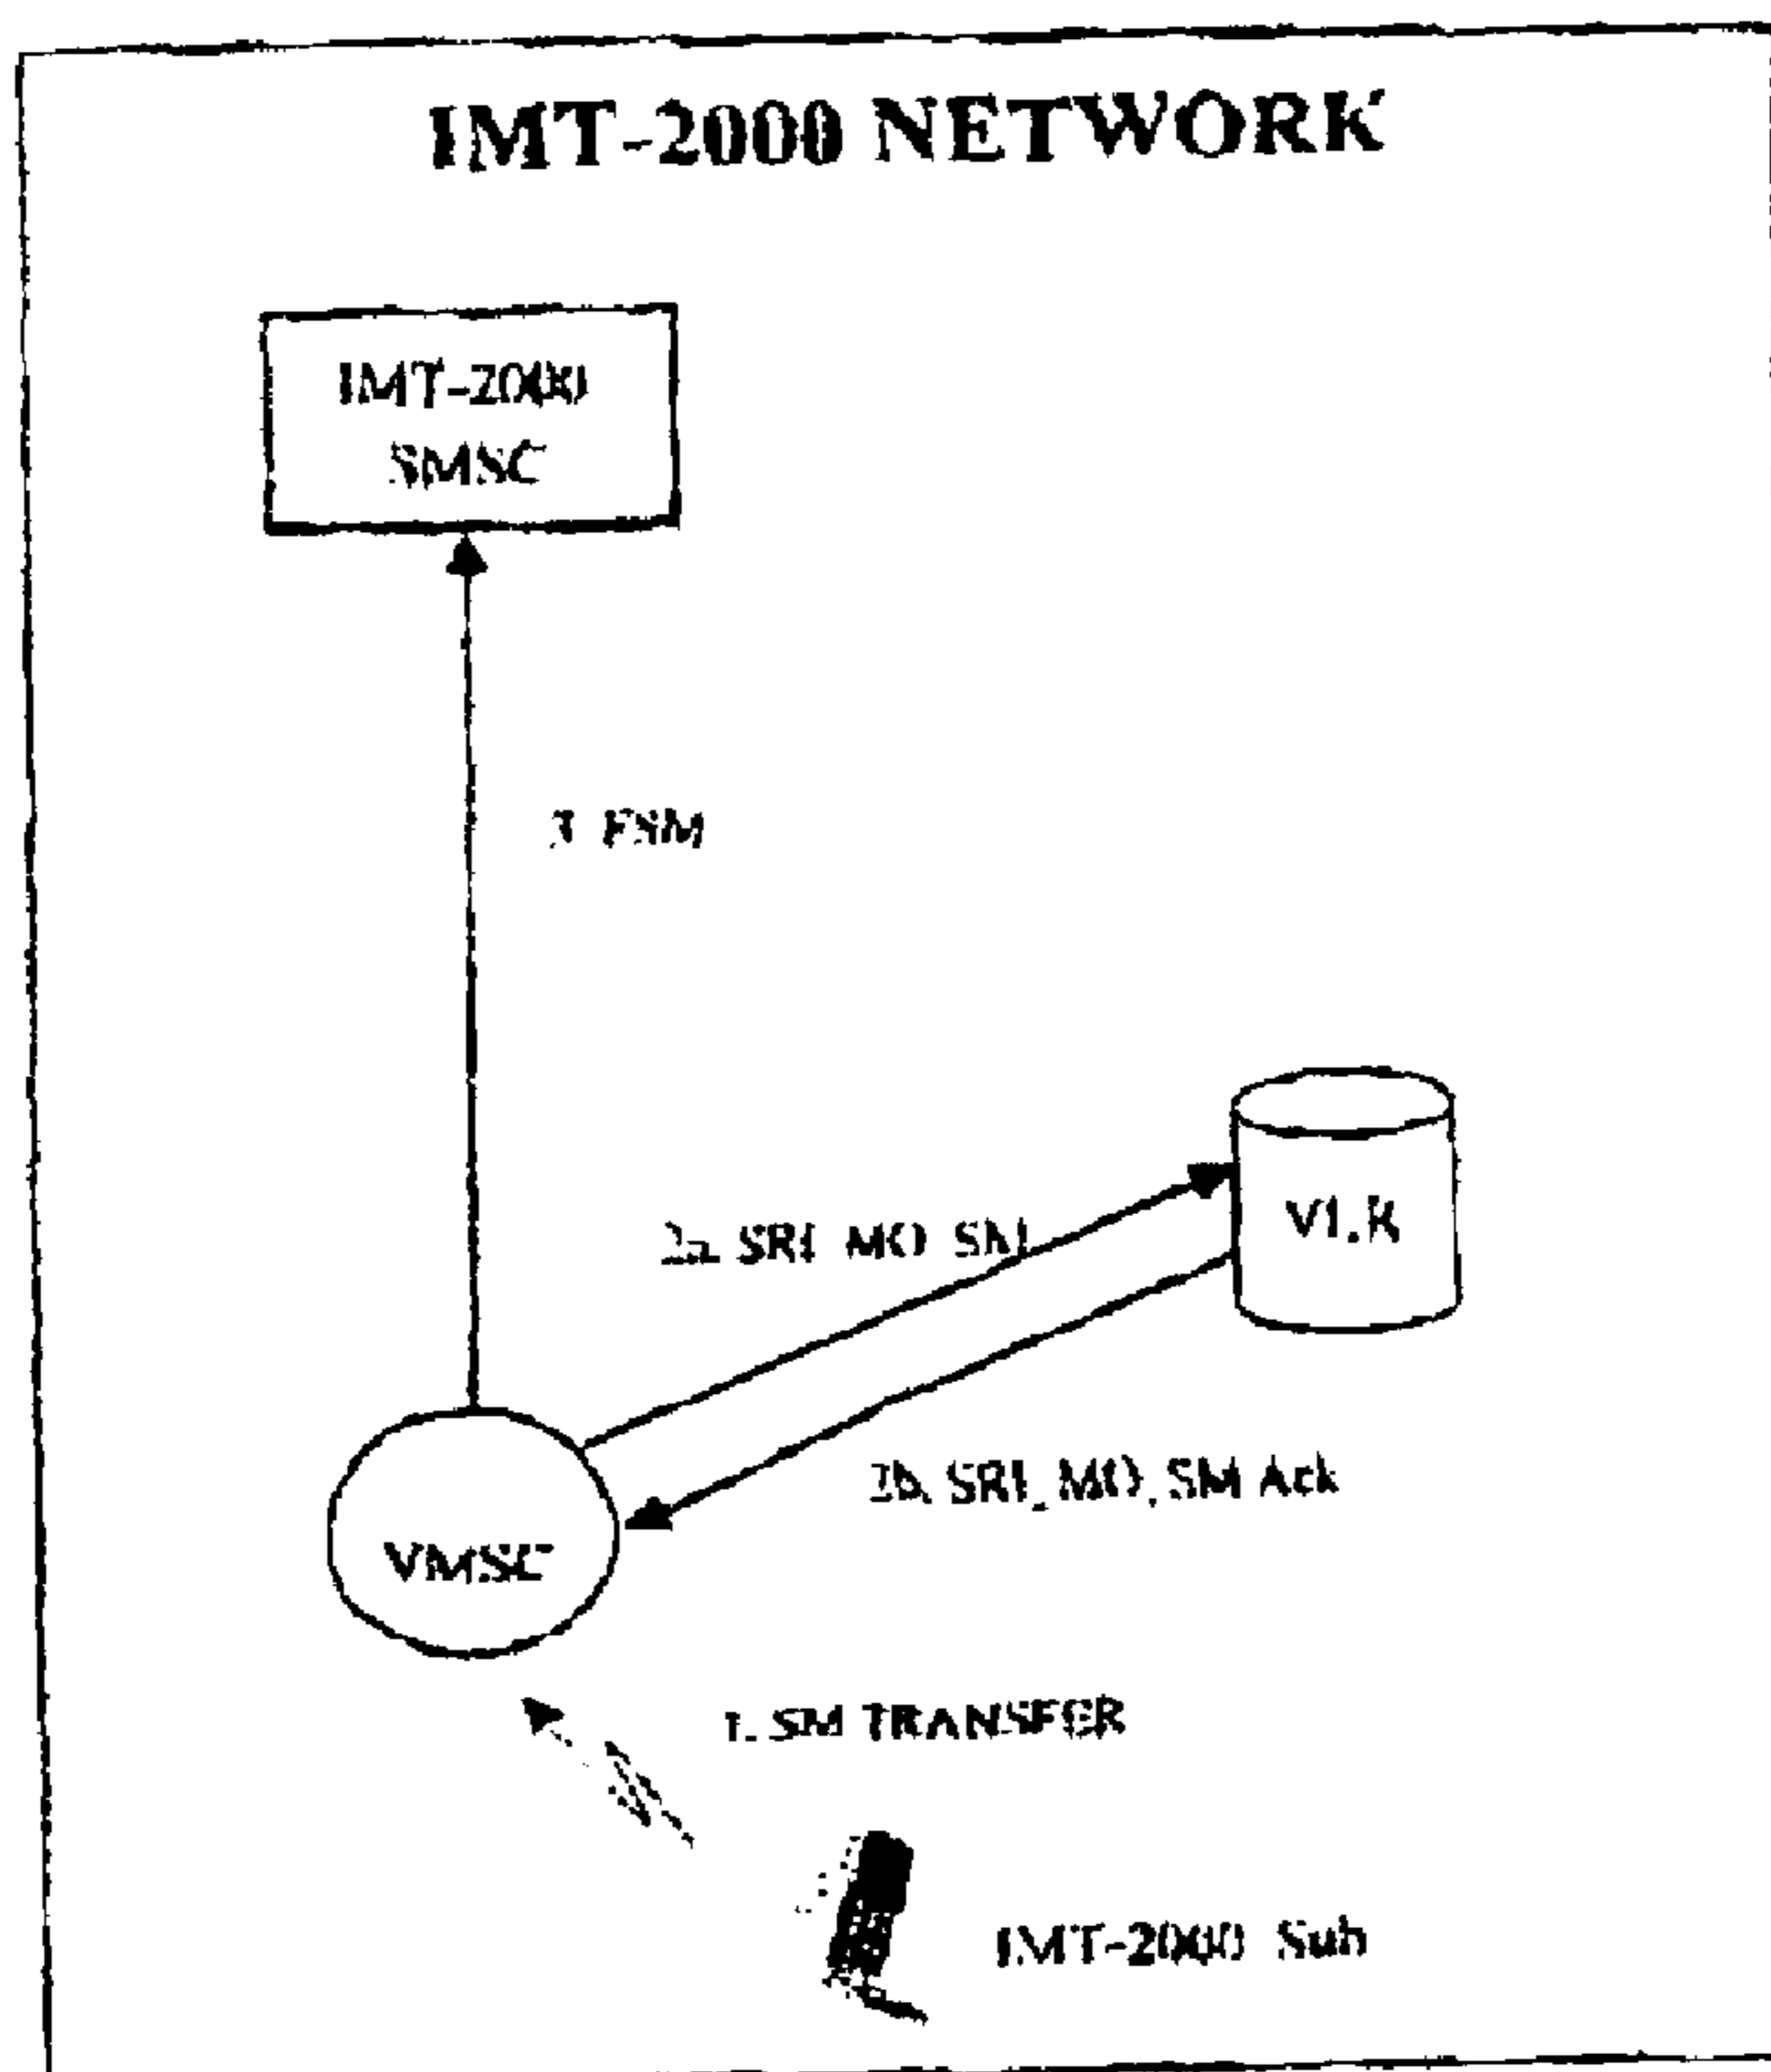 IMT-2000 NETWORK
IMT-2000
SMSC
3 FSM
VLR
2a. SRI MO SM
2b. SRI_MO_SM Ack
VMSC
1. SM TRANSFER
IMT-2000 Sub